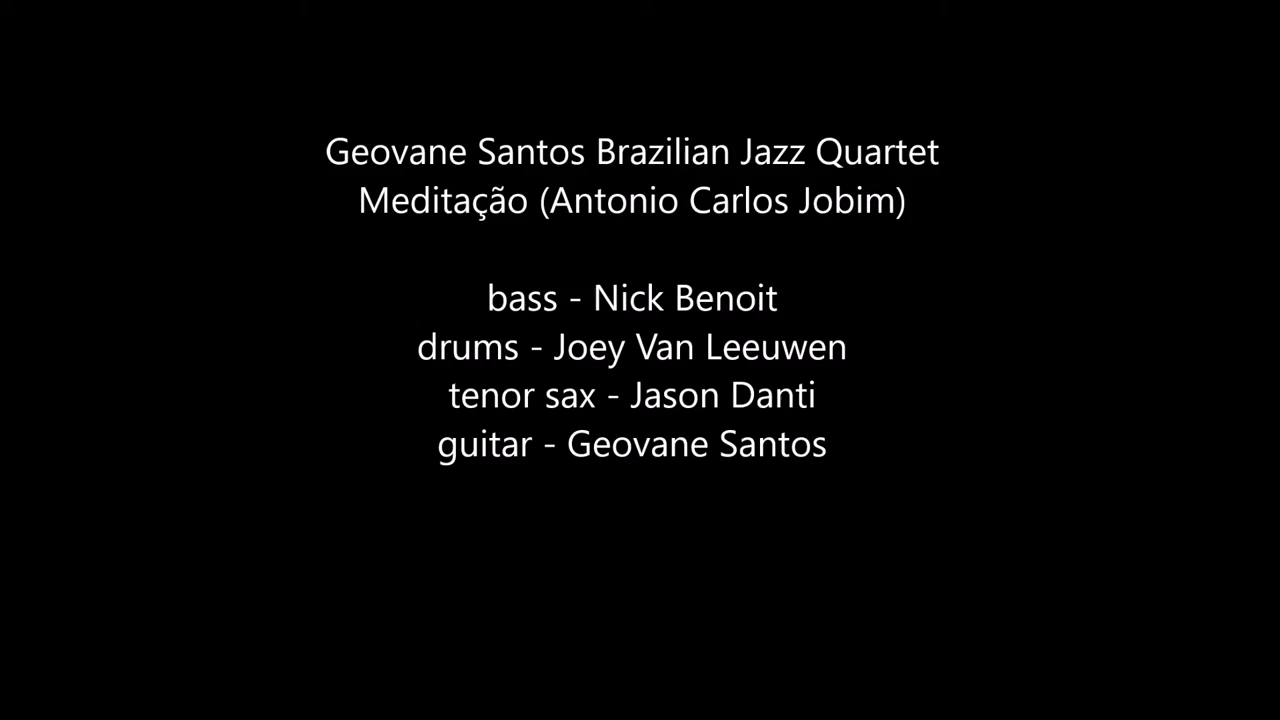 Geovane Santos Brazilian Jazz Quartet
Meditação (Antonio Carlos Jobim)
bass - Nick Benoit
drums - Joey Van Leeuwen
tenor sax - Jason Danti
guitar - Geovane Santos